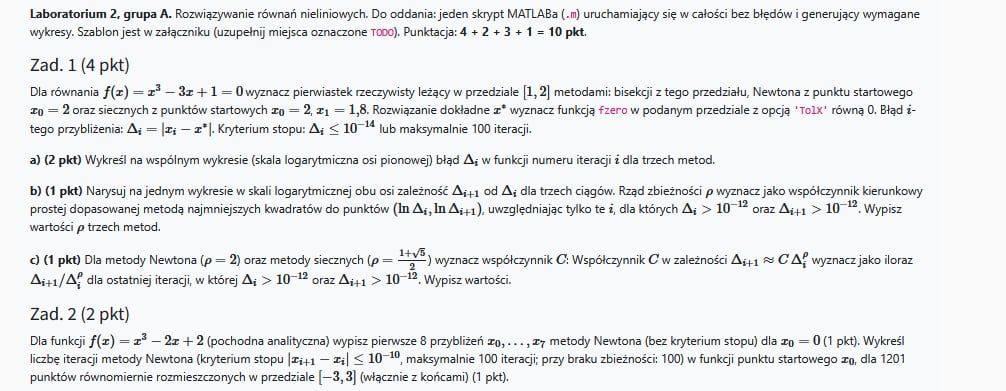 Laboratorium 2, grupa A. Rozwiązywanie równań nieliniowych. Do oddania: jeden skrypt MATLABa (.m) uruchamiający się w całości bez błędów i generujący wymagane
wykresy. Szablon jest w załączniku (uzupełnij miejsca oznaczone TODO). Punktacja: 4 + 2 + 3 + 1 = 10 pkt.
Zad. 1 (4 pkt)
Dla równania f(x) = x³ − 3x + 1 = 0 wyznacz pierwiastek rzeczywisty leżący w przedziale [1, 2] metodami: bisekcji z tego przedziału, Newtona z punktu startowego
x₀ = 2 oraz siecznych z punktów startowych x₀ = 2, x₁ = 1,8. Rozwiązanie dokładne x* wyznacz funkcją fzero w podanym przedziale z opcją 'TolX' równą 0. Błąd i-
tego przybliżenia: Δᵢ = |xᵢ − x*|. Kryterium stopu: Δᵢ ≤ 10⁻¹⁴ lub maksymalnie 100 iteracji.
a) (2 pkt) Wykreśl na wspólnym wykresie (skala logarytmiczna osi pionowej) błąd Δᵢ w funkcji numeru iteracji i dla trzech metod.
b) (1 pkt) Narysuj na jednym wykresie w skali logarytmicznej obu osi zależność Δᵢ₊₁ od Δᵢ dla trzech ciągów. Rząd zbieżności ρ wyznacz jako współczynnik kierunkowy
prostej dopasowanej metodą najmniejszych kwadratów do punktów (ln Δᵢ, ln Δᵢ₊₁), uwzględniając tylko te i, dla których Δᵢ > 10⁻¹² oraz Δᵢ₊₁ > 10⁻¹². Wypisz
wartości ρ trzech metod.
c) (1 pkt) Dla metody Newtona (ρ = 2) oraz metody siecznych (ρ = (1+√5)/2) wyznacz współczynnik C: Współczynnik C w zależności Δᵢ₊₁ ≈ C Δᵢ^ρ wyznacz jako iloraz
Δᵢ₊₁/Δᵢ^ρ dla ostatniej iteracji, w której Δᵢ > 10⁻¹² oraz Δᵢ₊₁ > 10⁻¹². Wypisz wartości.
Zad. 2 (2 pkt)
Dla funkcji f(x) = x³ − 2x + 2 (pochodna analityczna) wypisz pierwsze 8 przybliżeń x₀, …, x₇ metody Newtona (bez kryterium stopu) dla x₀ = 0 (1 pkt). Wykreśl
liczbę iteracji metody Newtona (kryterium stopu |xᵢ₊₁ − xᵢ| ≤ 10⁻¹⁰, maksymalnie 100 iteracji; przy braku zbieżności: 100) w funkcji punktu startowego x₀, dla 1201
punktów równomiernie rozmieszczonych w przedziale [−3, 3] (włącznie z końcami) (1 pkt).